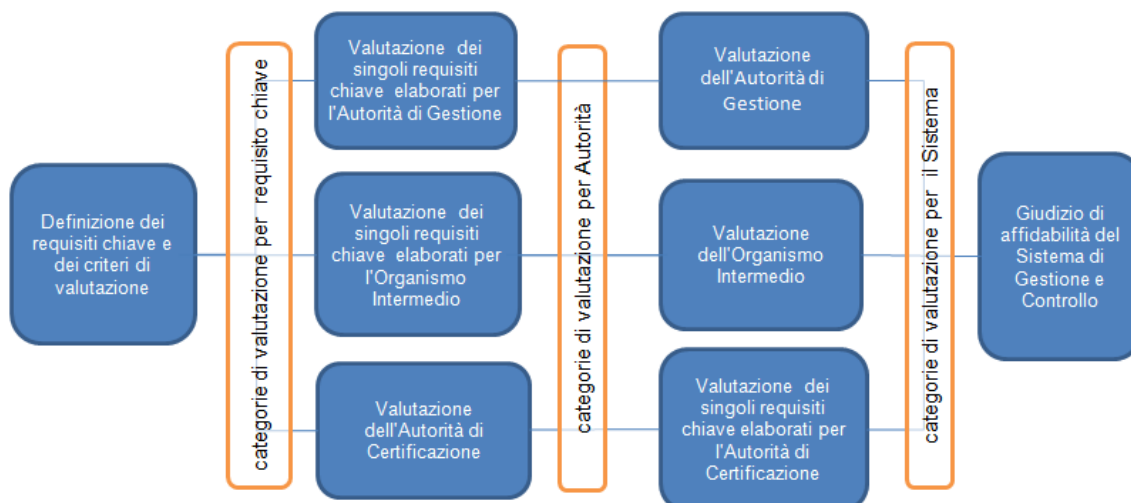 Definizione dei
requisiti chiave e
dei criteri di
valutazione
categorie di valutazione per requisito chiave
Valutazione dei
singoli requisiti
chiave elaborati per
l'Autorità di Gestione
Valutazione dei
singoli requisiti
chiave elaborati per
l'Organismo
Intermedio
Valutazione
dell'Autorità di
Certificazione
categorie di valutazione per Autorità
Valutazione
dell'Autorità di
Gestione
Valutazione
dell'Organismo
Intermedio
Valutazione dei
singoli requisiti
chiave elaborati per
l'Autorità di
Certificazione
categorie di valutazione per il Sistema
Giudizio di
affidabilità del
Sistema di
Gestione e
Controllo